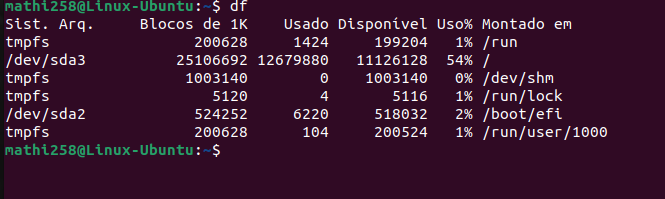 mathi258@Linux-Ubuntu:~$ df
Sist. Arq. Blocos de 1K Usado Disponível Uso% Montado em
tmpfs 200628 1424 199204 1% /run
/dev/sda3 25106692 12679880 11126128 54% /
tmpfs 1003140 0 1003140 0% /dev/shm
tmpfs 5120 4 5116 1% /run/lock
/dev/sda2 524252 6220 518032 2% /boot/efi
tmpfs 200628 104 200524 1% /run/user/1000
mathi258@Linux-Ubuntu:~$